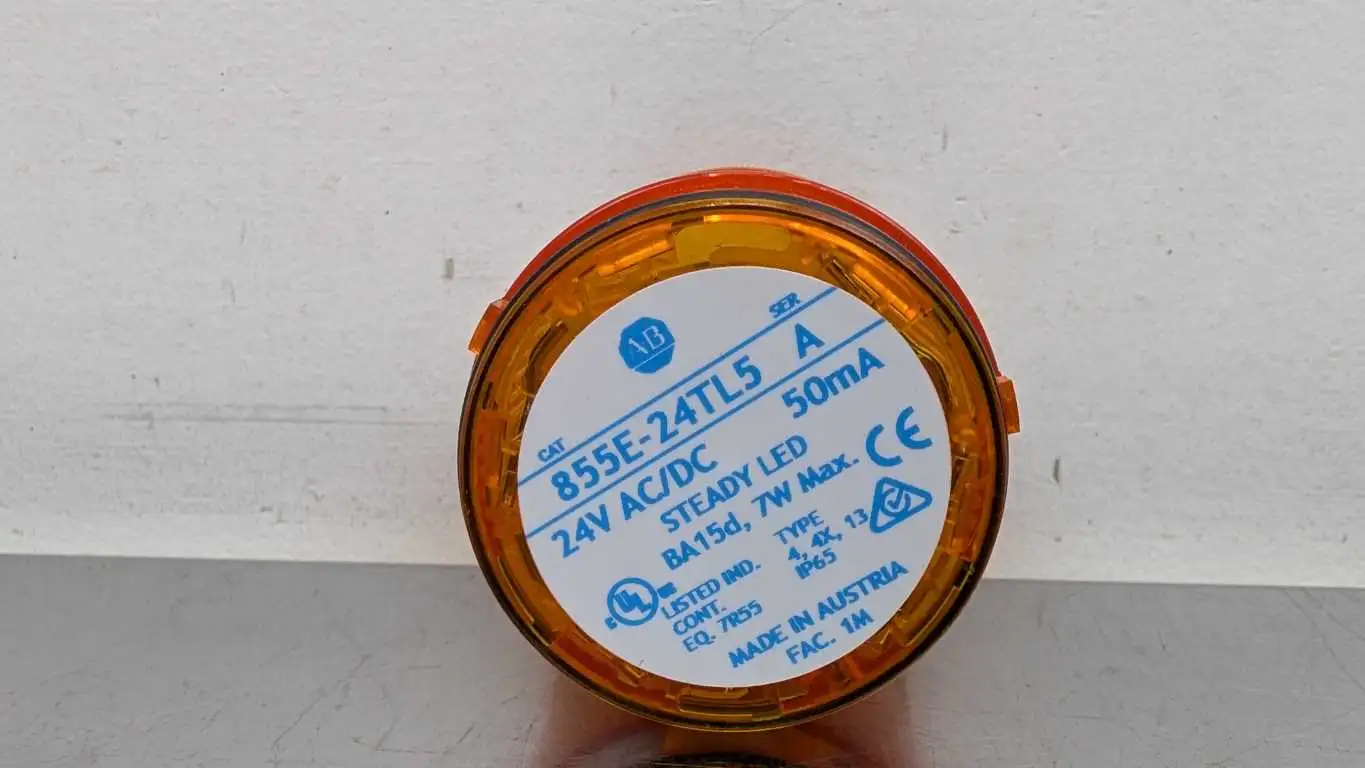 AB
CAT
SER
855E-24TL5 A
24V AC/DC 50mA
STEADY LED
BA15d, 7W Max.
CE
UL
LISTED IND.
CONT.
EQ. 7R55
TYPE
4, 4X, 13
IP65
MADE IN AUSTRIA
FAC. 1M